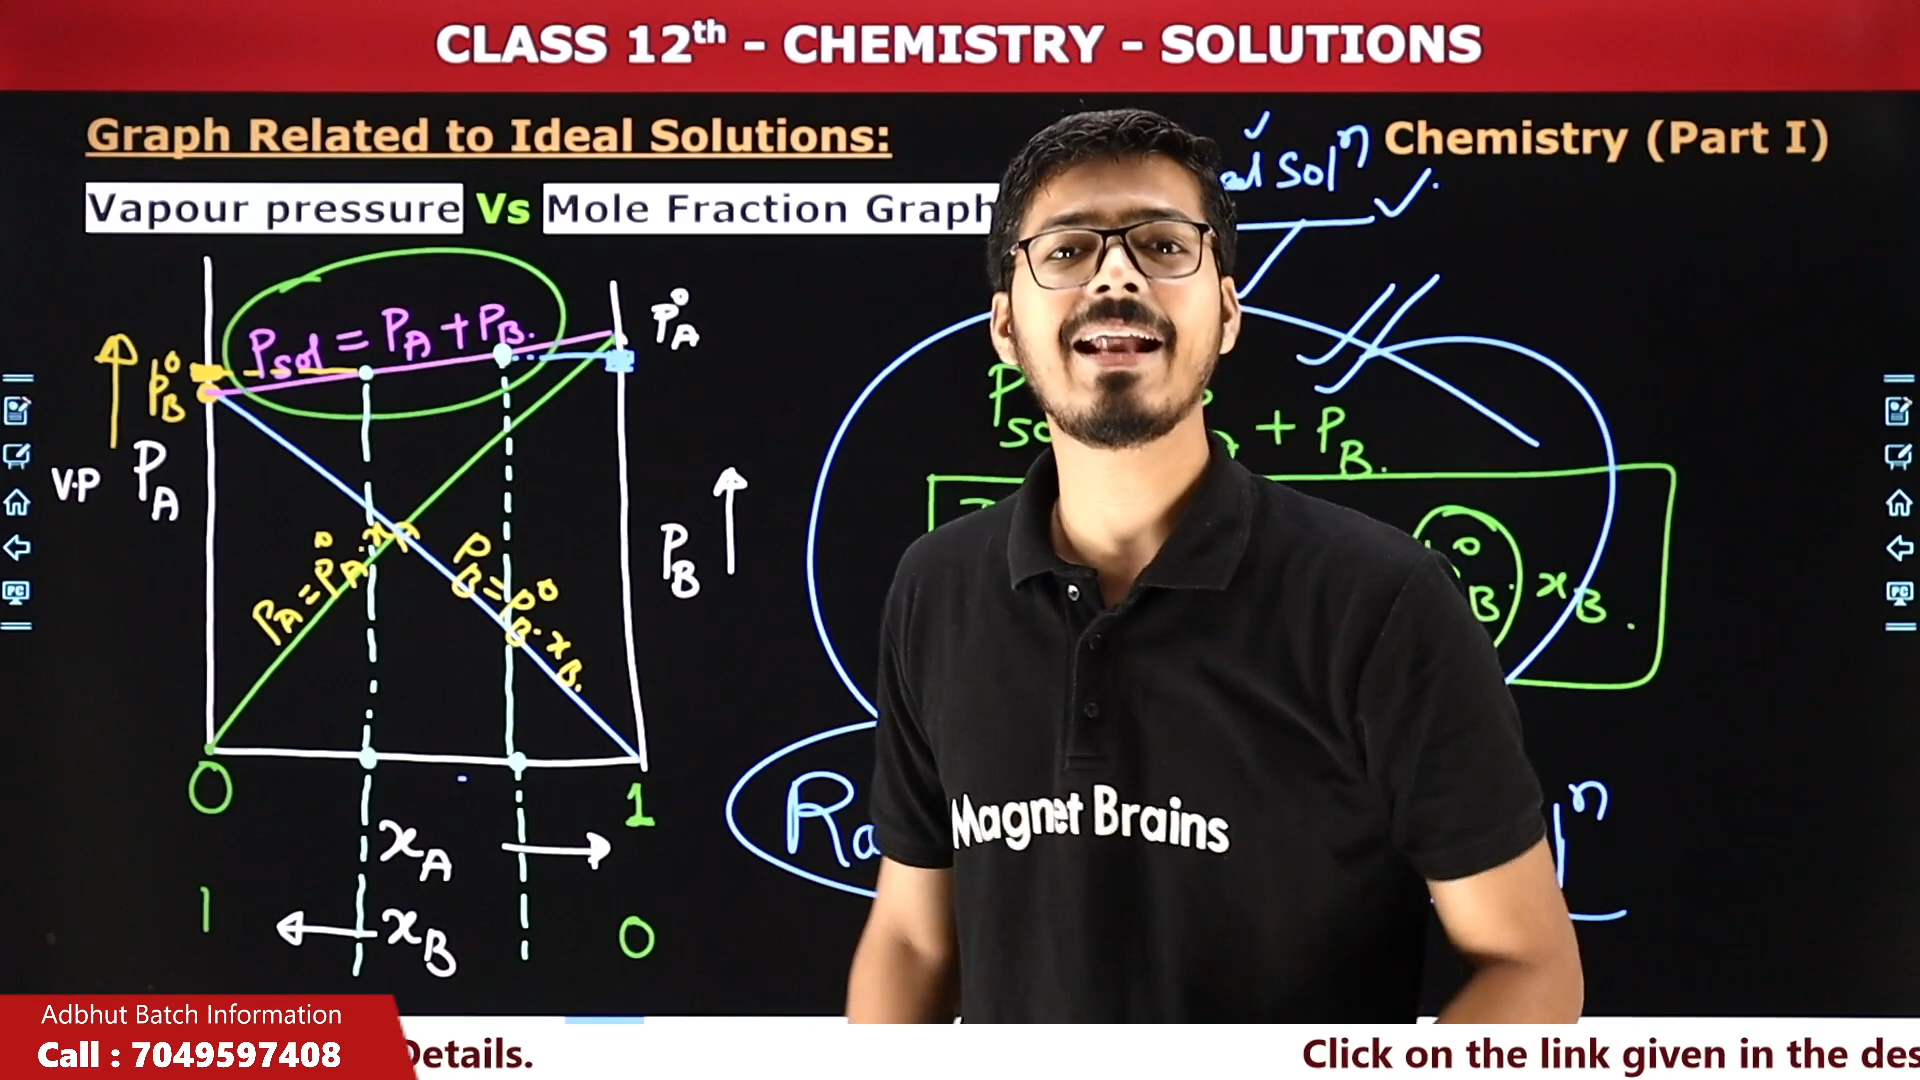 CLASS 12th - CHEMISTRY - SOLUTIONS
Graph Related to Ideal Solutions:
Chemistry (Part I)
Vapour pressure Vs Mole Fraction Graph
Solⁿ
Psol = PA + PB.
P°A
P°B
V.P PA
PB
PA = P°A.xA
PB = P°B.xB.
+ PB.
°B. xB.
0
1
xA
1
xB
0
Magnet Brains
Adbhut Batch Information
Call : 7049597408
Details.
Click on the link given in the